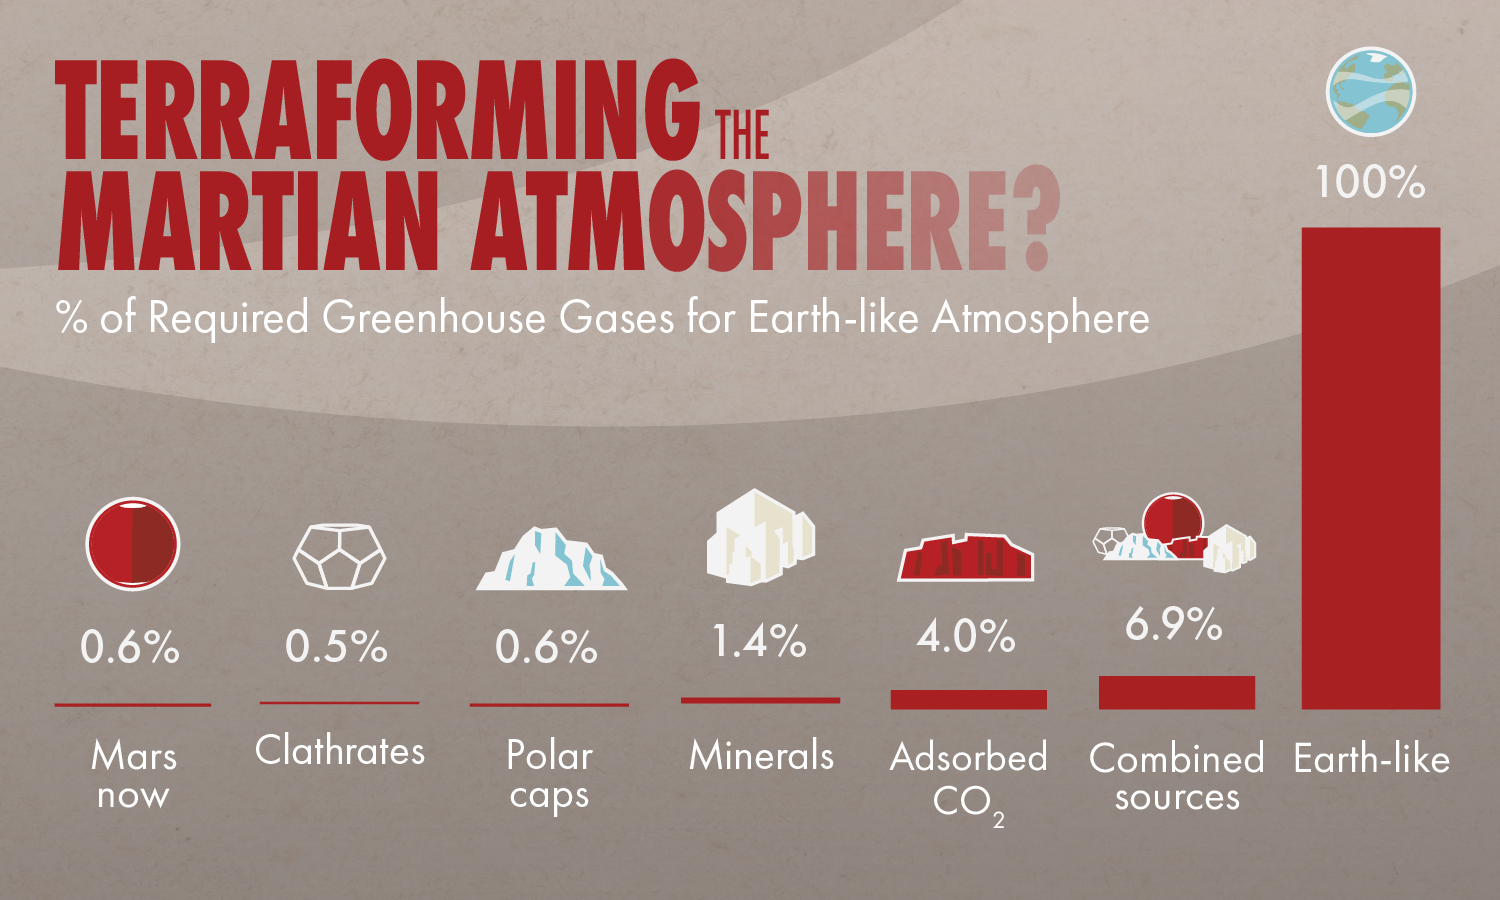 TERRAFORMING THE
MARTIAN ATMOSPHERE?
% of Required Greenhouse Gases for Earth-like Atmosphere
100%
0.6%
0.5%
0.6%
1.4%
4.0%
6.9%
Mars
now
Clathrates
Polar
caps
Minerals
Adsorbed
CO₂
Combined
sources
Earth-like